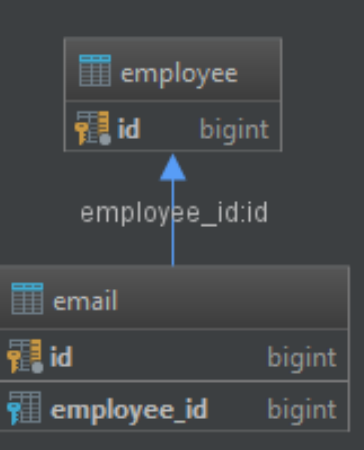 employee
id bigint
employee_id:id
email
id bigint
employee_id bigint